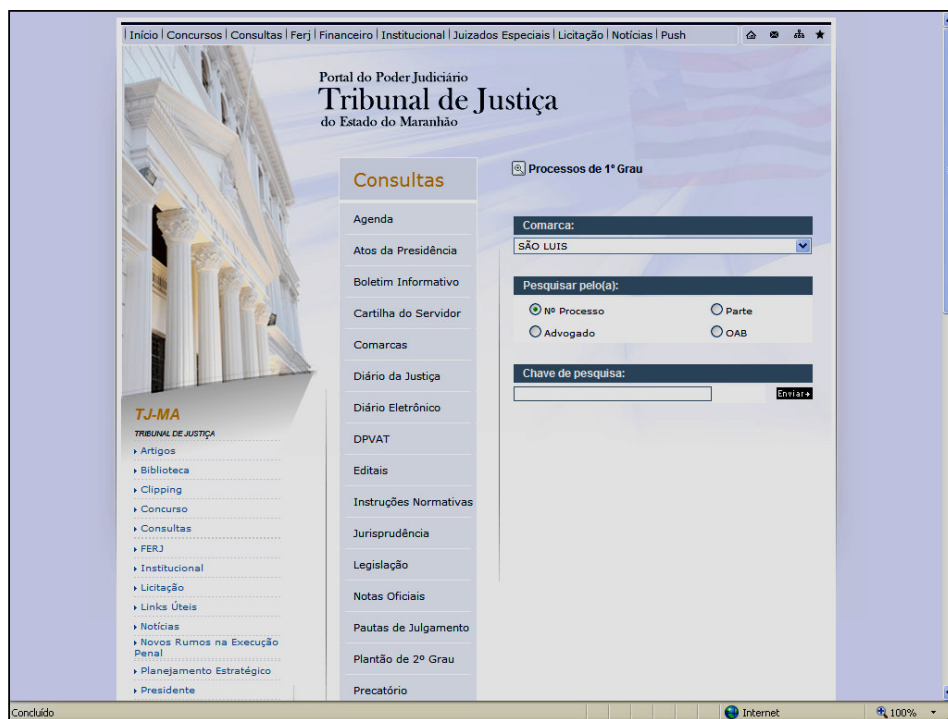 Início | Concursos | Consultas | Ferj | Financeiro | Institucional | Juizados Especiais | Licitação | Notícias | Push
Portal do Poder Judiciário
Tribunal de Justiça
do Estado do Maranhão
TJ-MA
TRIBUNAL DE JUSTIÇA
Artigos
Biblioteca
Clipping
Concurso
Consultas
FERJ
Institucional
Licitação
Links Úteis
Notícias
Novos Rumos na Execução
Penal
Planejamento Estratégico
Presidente
Consultas
Agenda
Atos da Presidência
Boletim Informativo
Cartilha do Servidor
Comarcas
Diário da Justiça
Diário Eletrônico
DPVAT
Editais
Instruções Normativas
Jurisprudência
Legislação
Notas Oficiais
Pautas de Julgamento
Plantão de 2º Grau
Precatório
Processos de 1º Grau
Comarca:
SÃO LUIS
Pesquisar pelo(a):
Nº Processo Parte
Advogado OAB
Chave de pesquisa:
Enviar
Concluído Internet 100%